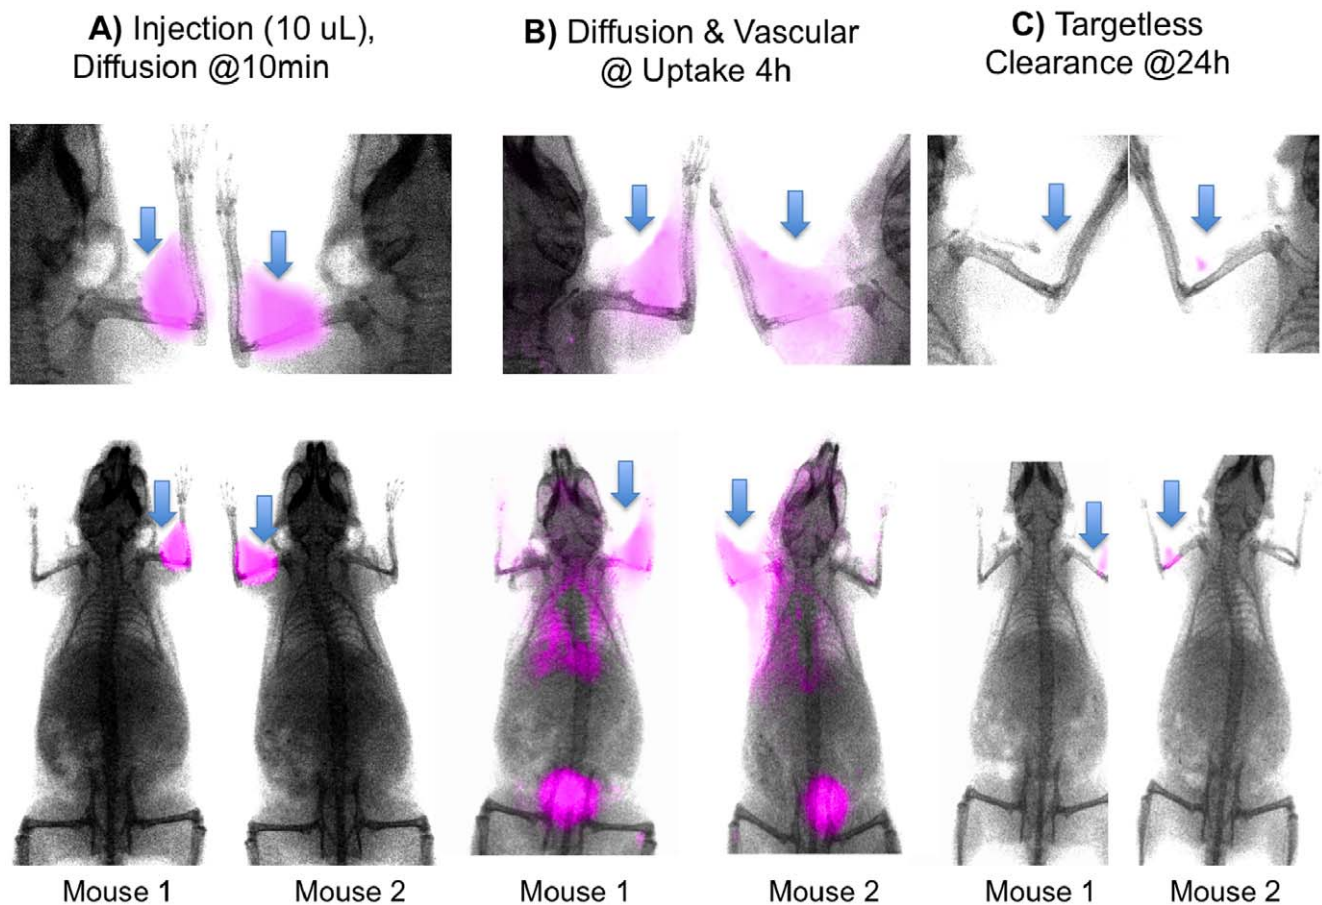 A) Injection (10 uL),
Diffusion @10min
B) Diffusion & Vascular
@ Uptake 4h
C) Targetless
Clearance @24h
Mouse 1
Mouse 2
Mouse 1
Mouse 2
Mouse 1
Mouse 2